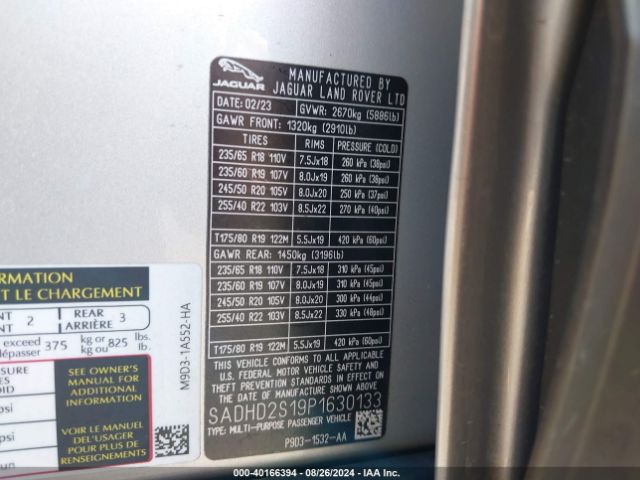 JAGUAR
MANUFACTURED BY
JAGUAR LAND ROVER LTD
DATE: 02/23 GVWR: 2670kg (5886lb)
GAWR FRONT: 1320kg (2910lb)
TIRES RIMS PRESSURE (COLD)
235/65 R18 110V 7.5Jx18 260 kPa (38psi)
235/60 R19 107V 8.0Jx19 260 kPa (38psi)
245/50 R20 105V 8.0Jx20 250 kPa (37psi)
255/40 R22 103V 8.5Jx22 270 kPa (40psi)
T175/80 R19 122M 5.5Jx19 420 kPa (60psi)
GAWR REAR: 1450kg (3196lb)
235/65 R18 110V 7.5Jx18 310 kPa (45psi)
235/60 R19 107V 8.0Jx19 310 kPa (45psi)
245/50 R20 105V 8.0Jx20 300 kPa (44psi)
255/40 R22 103V 8.5Jx22 330 kPa (48psi)
T175/80 R19 122M 5.5Jx19 420 kPa (60psi)
THIS VEHICLE CONFORMS TO ALL APPLICABLE
U.S. FEDERAL MOTOR VEHICLE SAFETY AND
THEFT PREVENTION STANDARDS IN EFFECT ON
THE DATE OF MANUFACTURE SHOWN ABOVE.
SADHD2S19P1630133
TYPE: MULTI-PURPOSE PASSENGER VEHICLE
P903-1532-AA
FORMATION
T LE CHARGEMENT
NT 2 REAR 3
ARRIÈRE
exceed 375 kg or 825 lbs.
dépasser kg ou lb.
SURE SEE OWNER'S
MANUAL FOR
ADDITIONAL
INFORMATION
psi
VOIR LE MANUEL
DE L'USAGER
POUR PLUS DE
RENSEIGNEMENTS
M9D3-1A552-HA
000-40166394 - 08/26/2024 - IAA Inc.